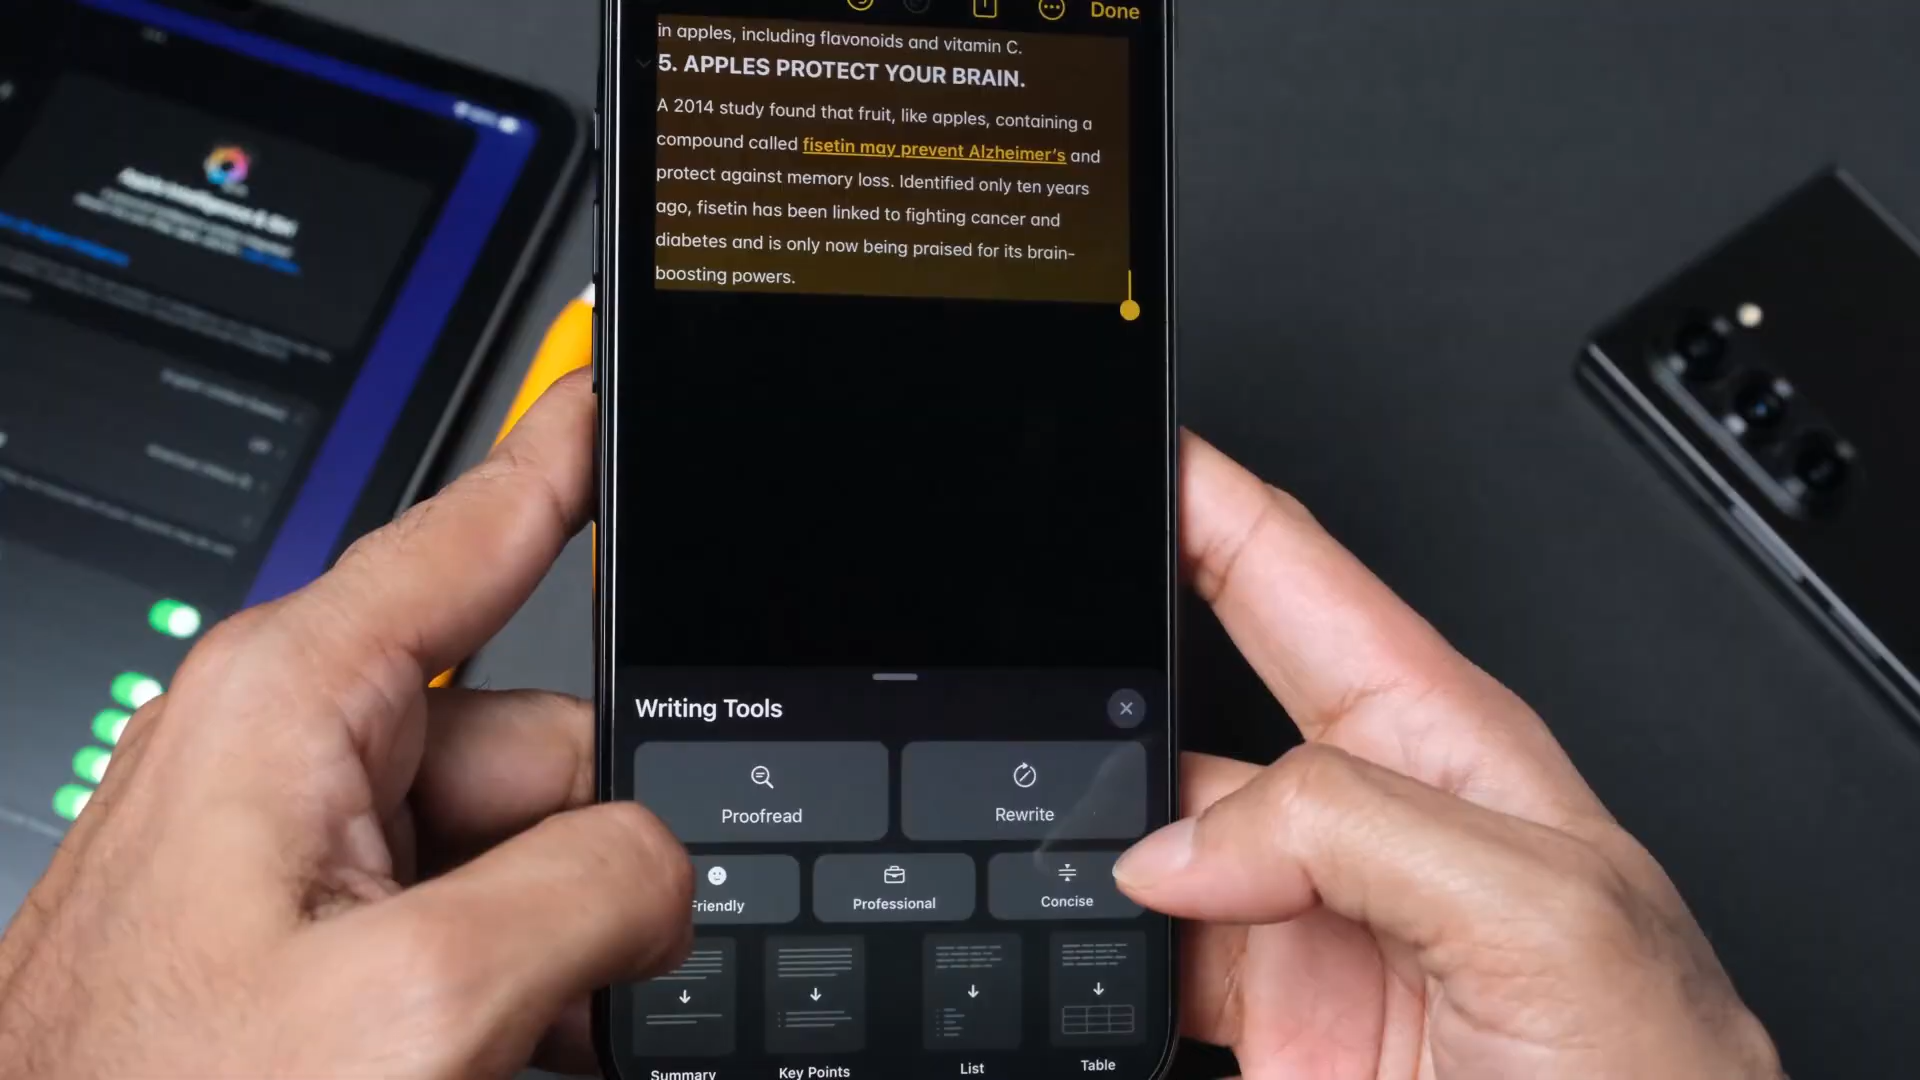 Done
in apples, including flavonoids and vitamin C.
5. APPLES PROTECT YOUR BRAIN.
A 2014 study found that fruit, like apples, containing a
compound called fisetin may prevent Alzheimer's and
protect against memory loss. Identified only ten years
ago, fisetin has been linked to fighting cancer and
diabetes and is only now being praised for its brain-
boosting powers.
Writing Tools
Proofread
Rewrite
Friendly
Professional
Concise
Summary
Key Points
List
Table
Apple Intelligence & Siri